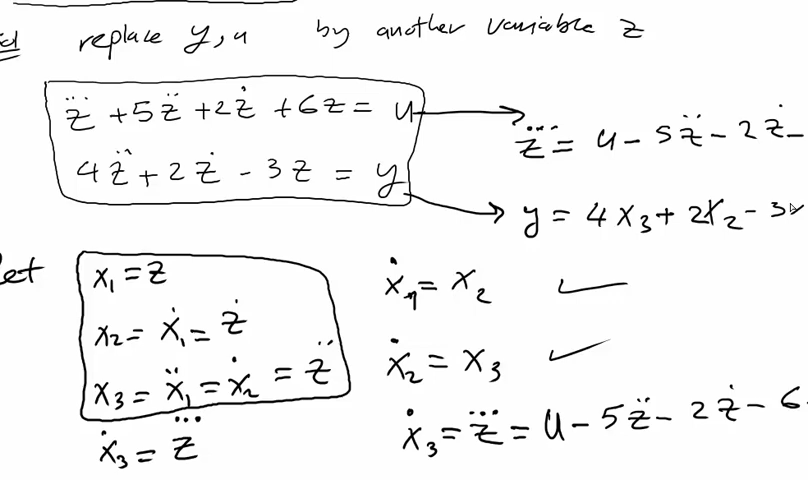 replace y, u by another variable z
z⃛ + 5z̈ + 2ż + 6z = u
4z̈ + 2ż - 3z = y
z⃛ = u - 5z̈ - 2ż -
y = 4x₃ + 2x₂ - 3
Let
x₁ = z
x₂ = ẋ₁ = ż
x₃ = ẍ₁ = ẋ₂ = z̈
ẋ₃ = z⃛
ẋ₁ = x₂ ✓
ẋ₂ = x₃ ✓
ẋ₃ = z⃛ = u - 5z̈ - 2ż - 6